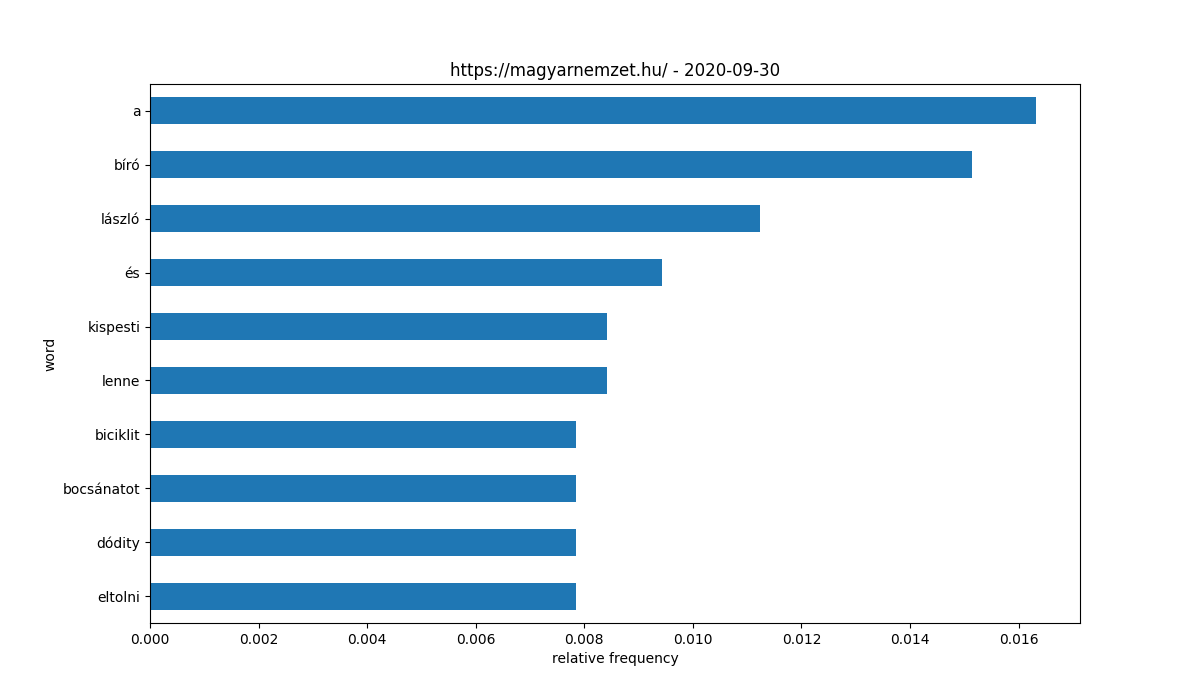 https://magyarnemzet.hu/ - 2020-09-30
a
bíró
lászló
és
kispesti
lenne
biciklit
bocsánatot
dódity
eltolni
word
0.000 0.002 0.004 0.006 0.008 0.010 0.012 0.014 0.016
relative frequency